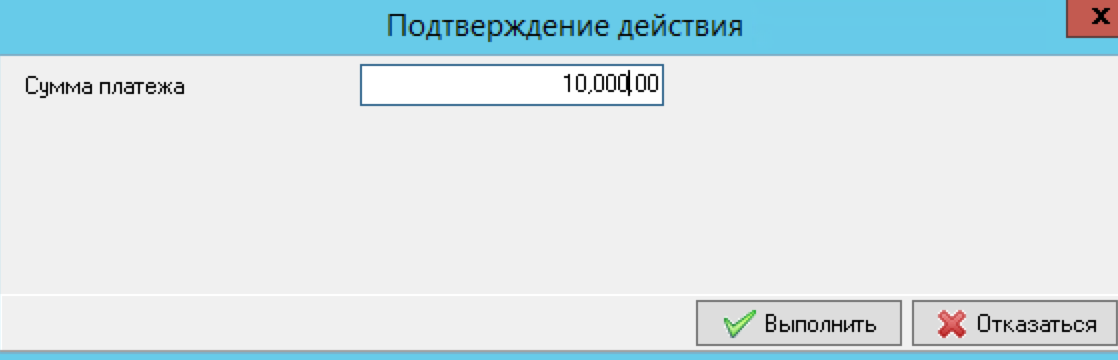 Подтверждение действия
x
Сумма платежа
10,000.00
Выполнить
Отказаться